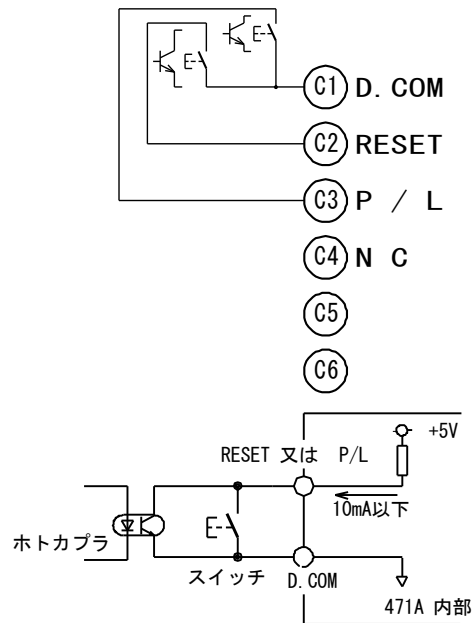 C1 D. COM
C2 RESET
C3 P / L
C4 N C
C5
C6
+5V
RESET 又は P/L
10mA以下
ホトカプラ
スイッチ
D. COM
471A 内部